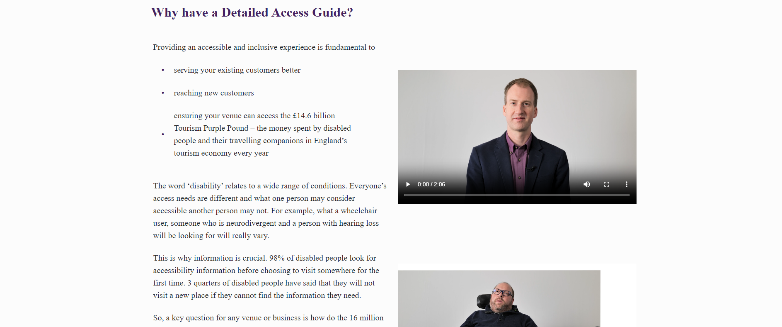 Why have a Detailed Access Guide?
Providing an accessible and inclusive experience is fundamental to
• serving your existing customers better
• reaching new customers
ensuring your venue can access the £14.6 billion
Tourism Purple Pound – the money spent by disabled
• people and their travelling companions in England’s
tourism economy every year
The word ‘disability’ relates to a wide range of conditions. Everyone’s
access needs are different and what one person may consider
accessible another person may not. For example, what a wheelchair
user, someone who is neurodivergent and a person with hearing loss
will be looking for will really vary.
0:00 / 2:06
This is why information is crucial. 98% of disabled people look for
accessibility information before choosing to visit somewhere for the
first time. 3 quarters of disabled people have said that they will not
visit a new place if they cannot find the information they need.
So, a key question for any venue or business is how do the 16 million